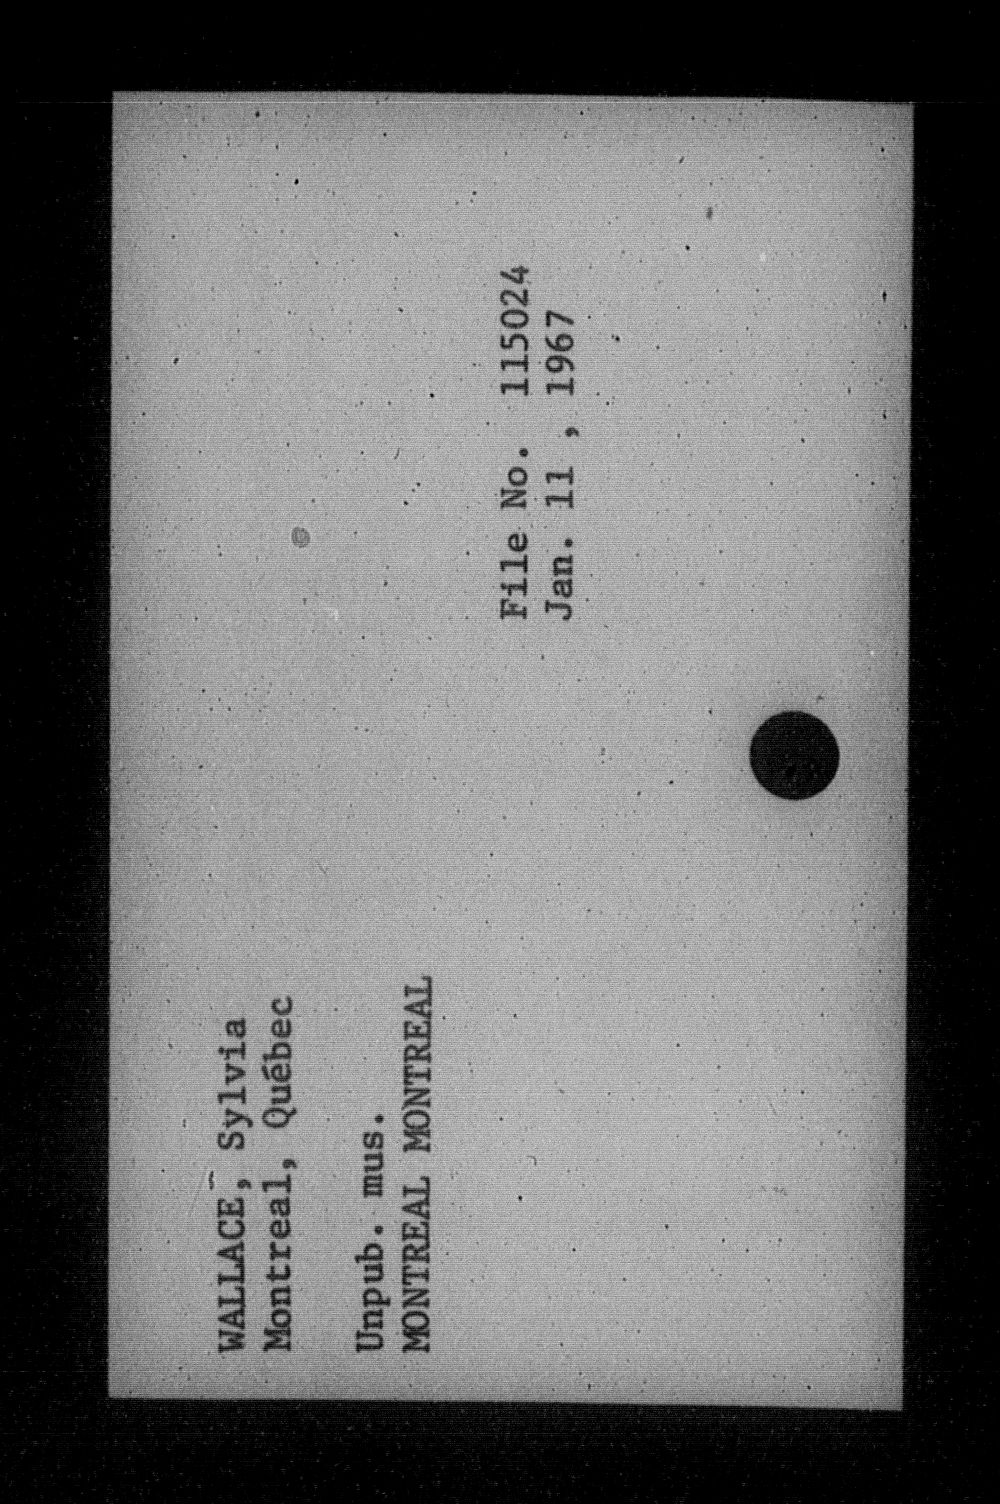 WALLACE, Sylvia
Montreal, Québec
Unpub. mus.
MONTREAL MONTREAL
File No. 115024
Jan. 11, 1967